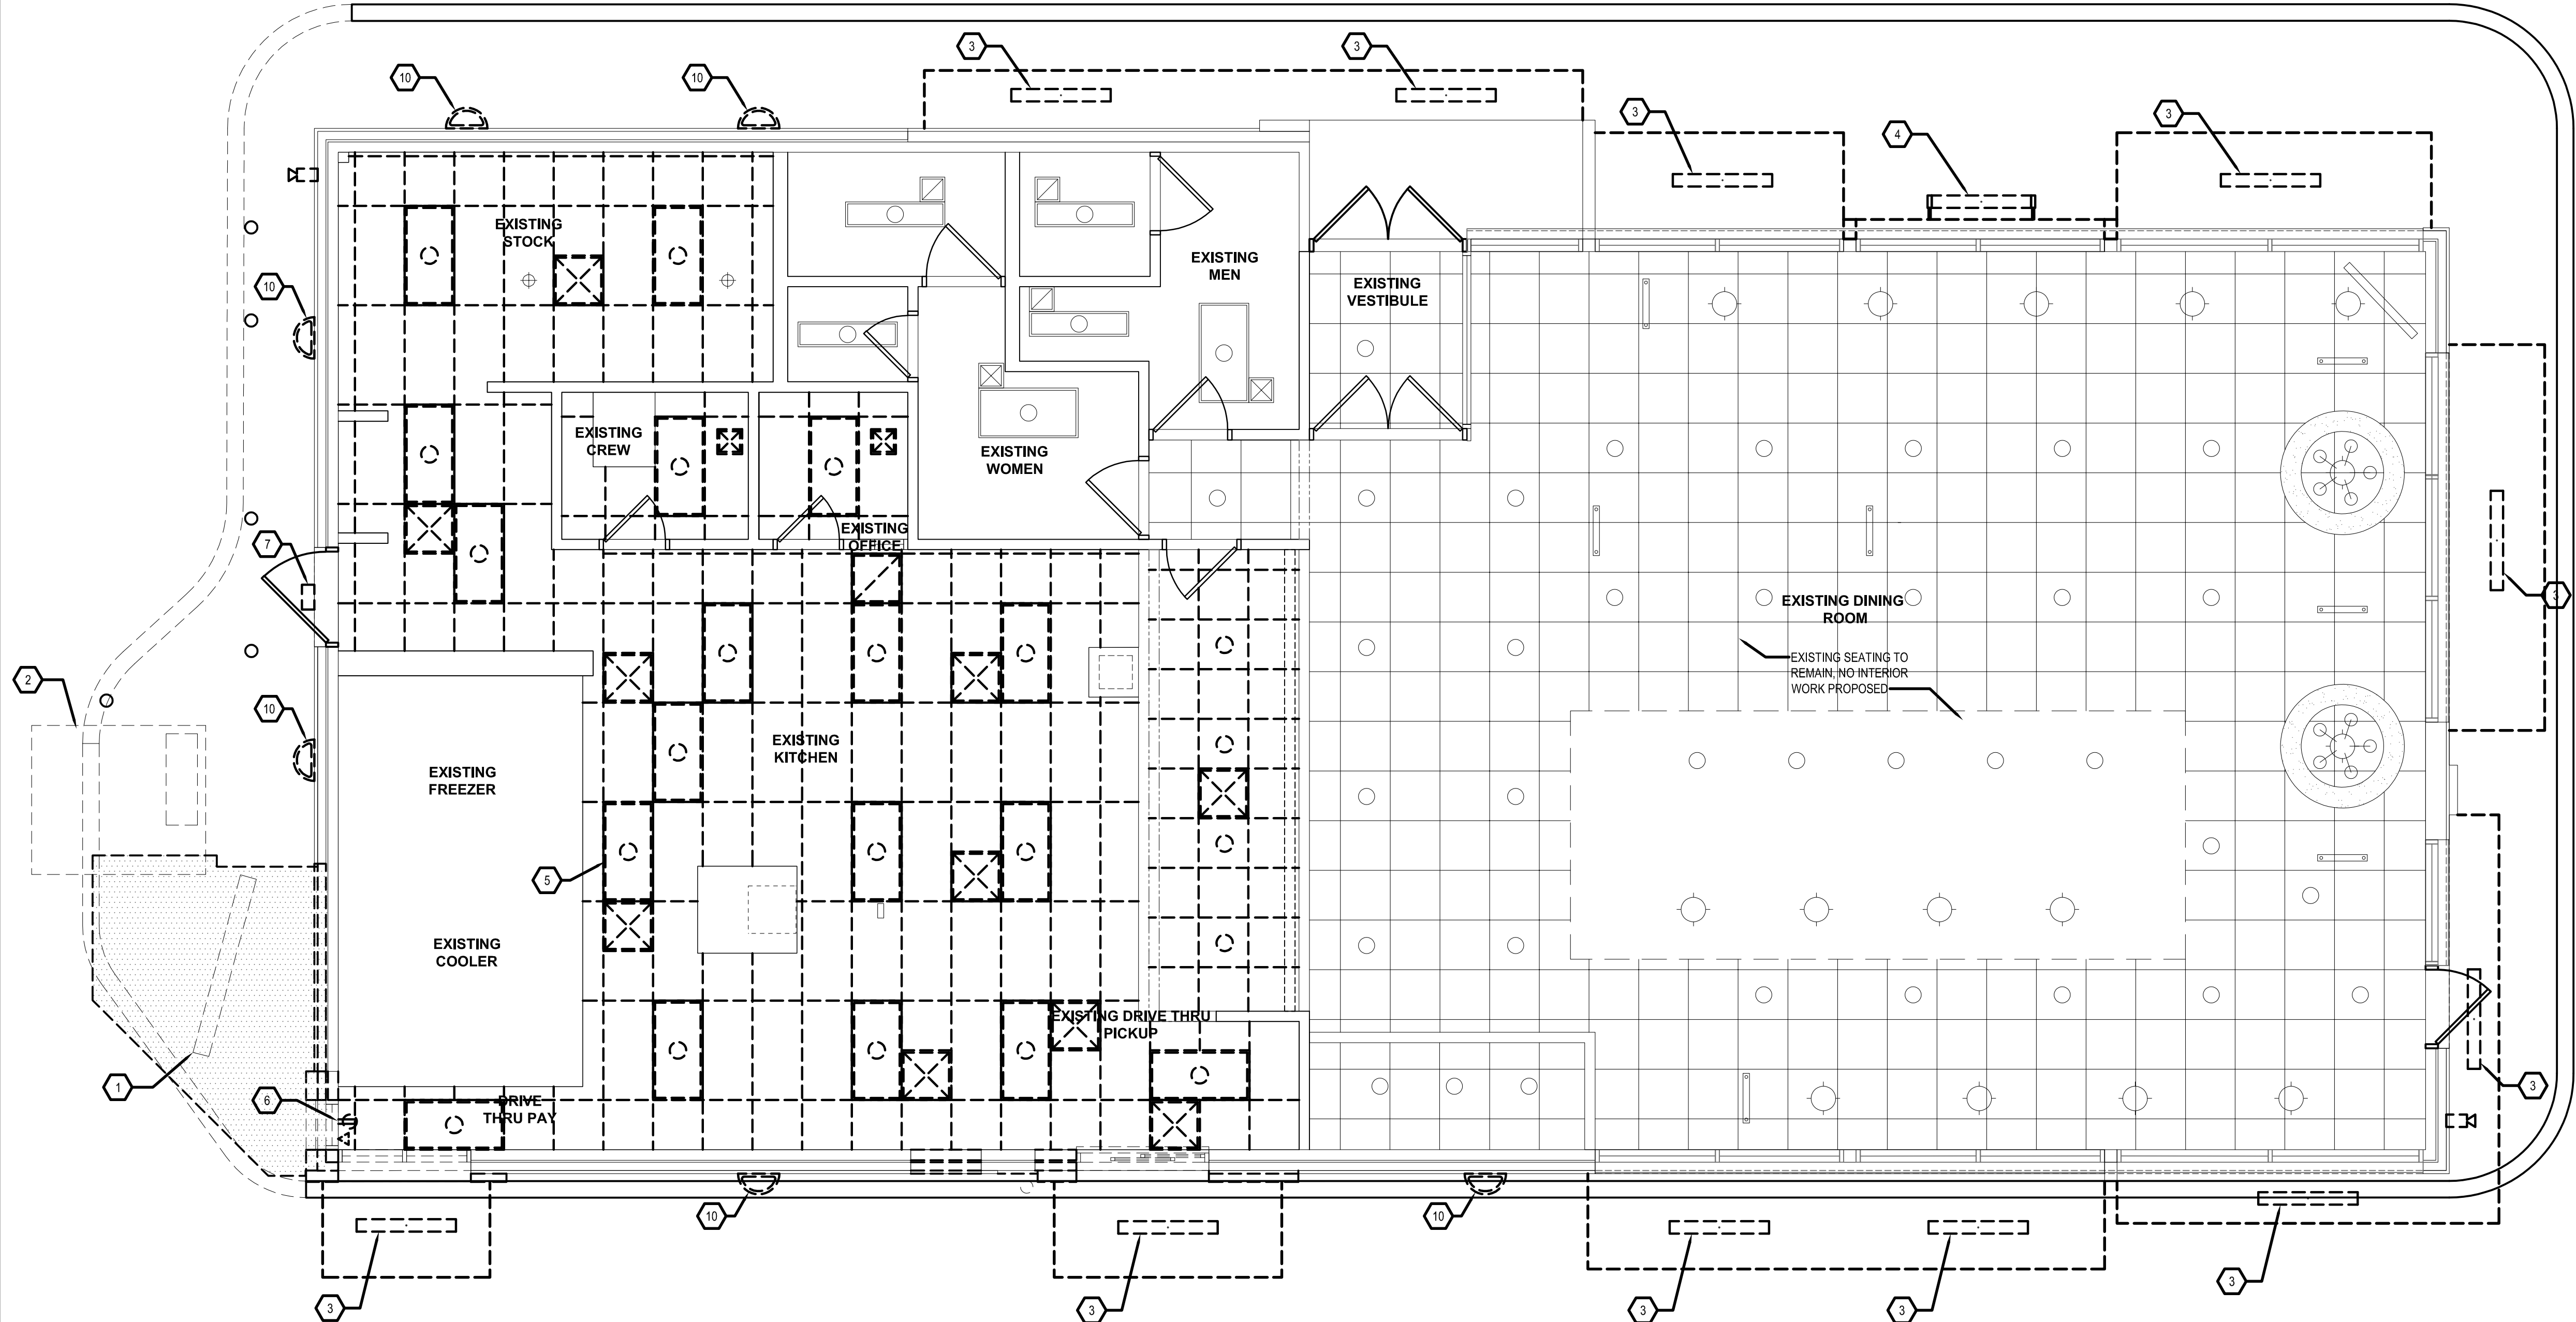 3
3
10
10
3
3
4
EXISTING
STOCK
EXISTING
MEN
EXISTING
VESTIBULE
10
EXISTING
CREW
EXISTING
WOMEN
EXISTING
OFFICE
7
3
EXISTING DINING
ROOM
EXISTING SEATING TO
REMAIN, NO INTERIOR
WORK PROPOSED
2
10
EXISTING
KITCHEN
EXISTING
FREEZER
5
EXISTING
COOLER
EXISTING DRIVE THRU
PICKUP
1
6
DRIVE
THRU PAY
3
10
10
3
3
3
3
3